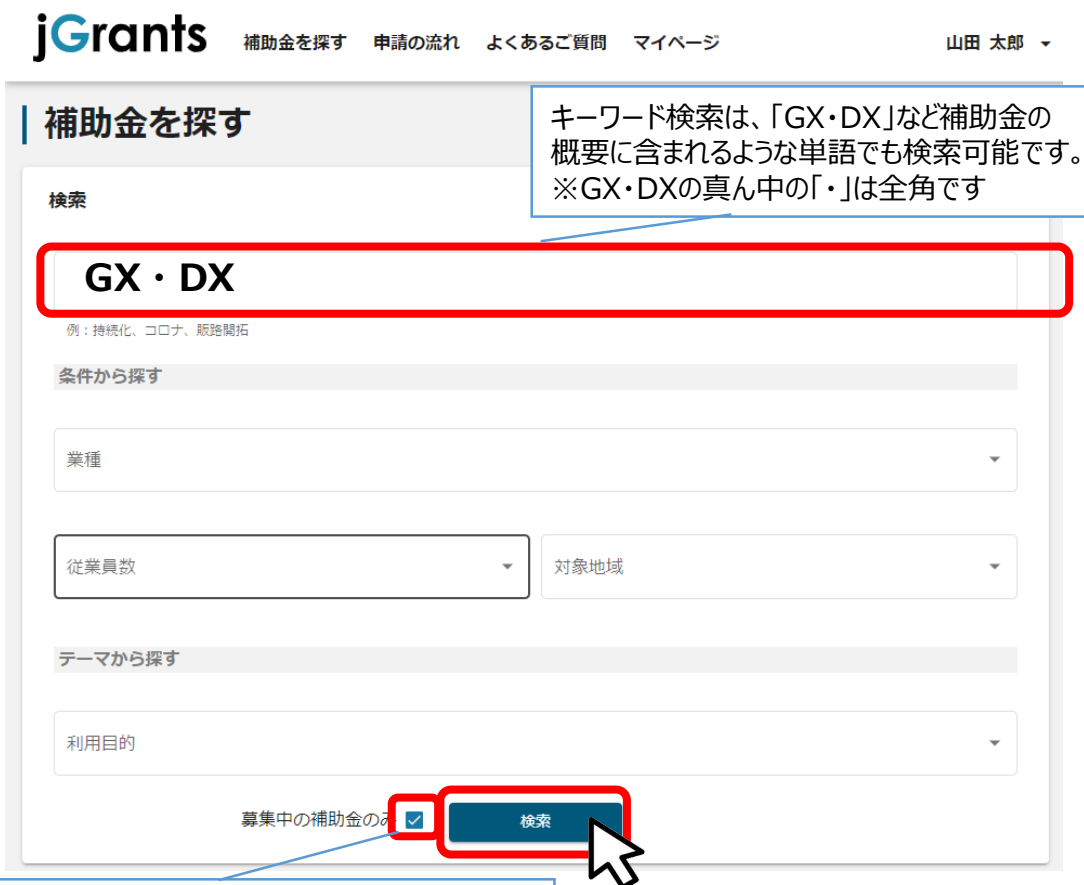 jGrants 補助金を探す 申請の流れ よくあるご質問 マイページ 山田 太郎
補助金を探す
キーワード検索は、「GX・DX」など補助金の
概要に含まれるような単語でも検索可能です。
※GX・DXの真ん中の「・」は全角です
検索
GX・DX
例：持続化、コロナ、販路開拓
条件から探す
業種
従業員数 対象地域
テーマから探す
利用目的
募集中の補助金のみ 検索